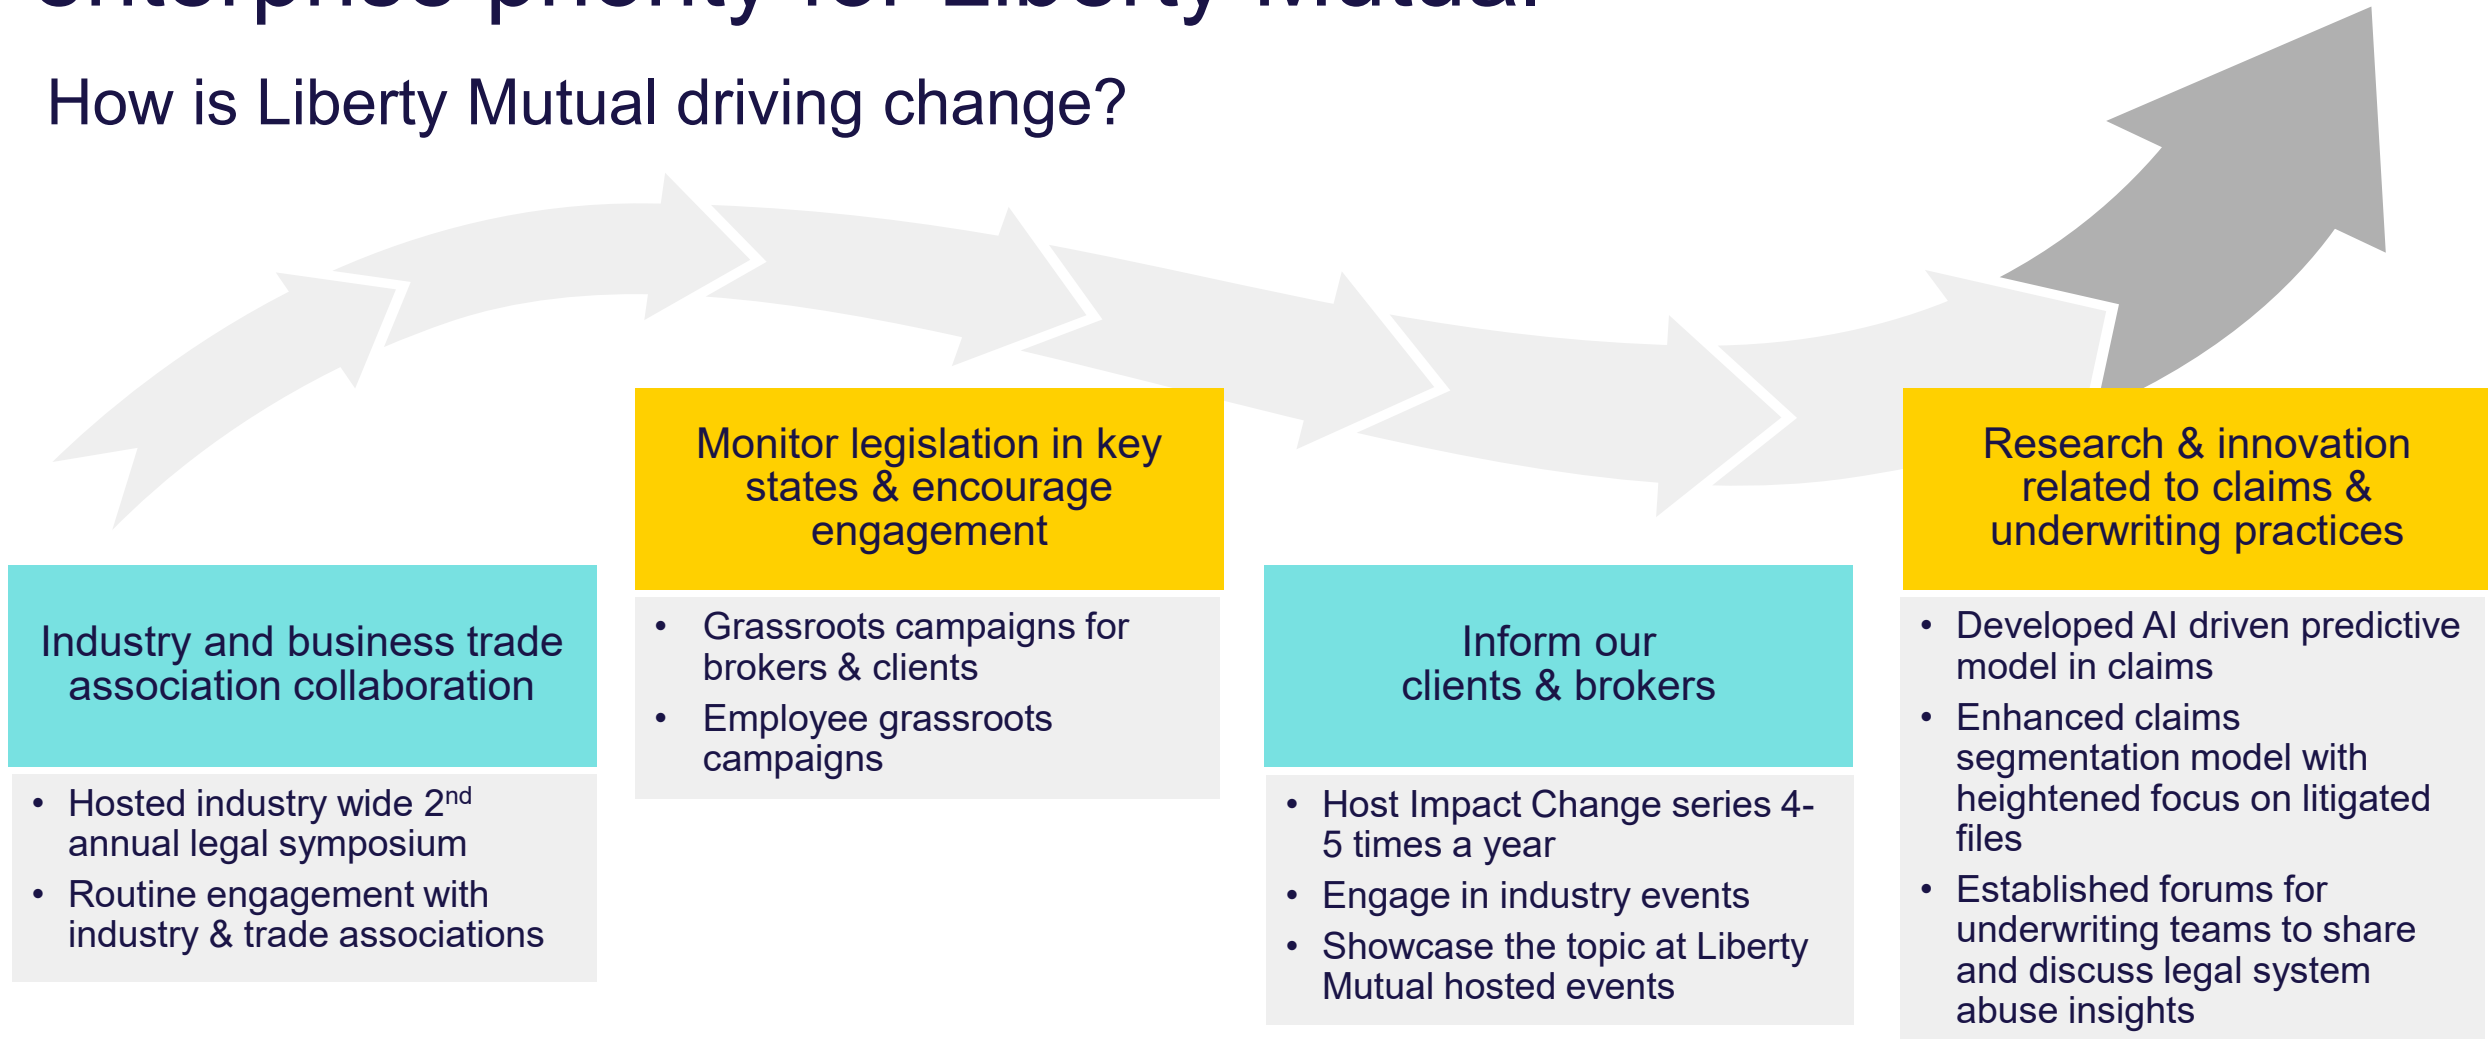 enterprise priority for Liberty Mutual
How is Liberty Mutual driving change?
Industry and business trade
association collaboration
• Hosted industry wide 2nd
annual legal symposium
• Routine engagement with
industry & trade associations
Monitor legislation in key
states & encourage
engagement
• Grassroots campaigns for
brokers & clients
• Employee grassroots
campaigns
Inform our
clients & brokers
• Host Impact Change series 4-
5 times a year
• Engage in industry events
• Showcase the topic at Liberty
Mutual hosted events
Research & innovation
related to claims &
underwriting practices
• Developed AI driven predictive
model in claims
• Enhanced claims
segmentation model with
heightened focus on litigated
files
• Established forums for
underwriting teams to share
and discuss legal system
abuse insights